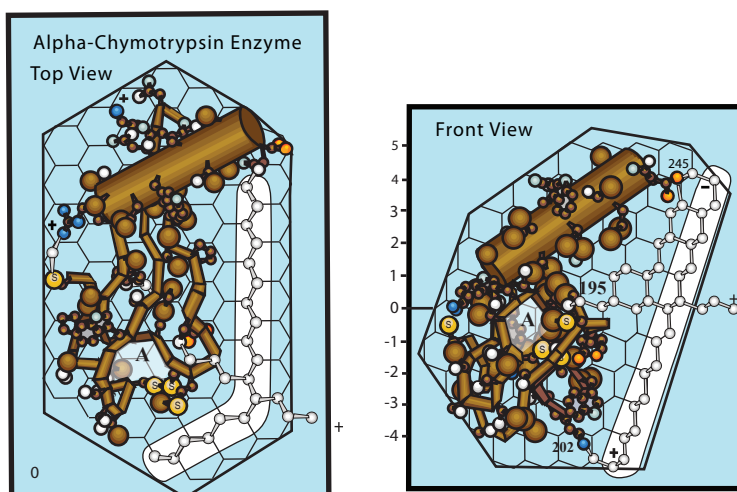 Alpha-Chymotrypsin Enzyme
Top View
+
+
S
A
S
S
S
+
0
Front View
5
4
3
2
1
0
-1
-2
-3
-4
245
-
195
+
S
A
S
S
202
+